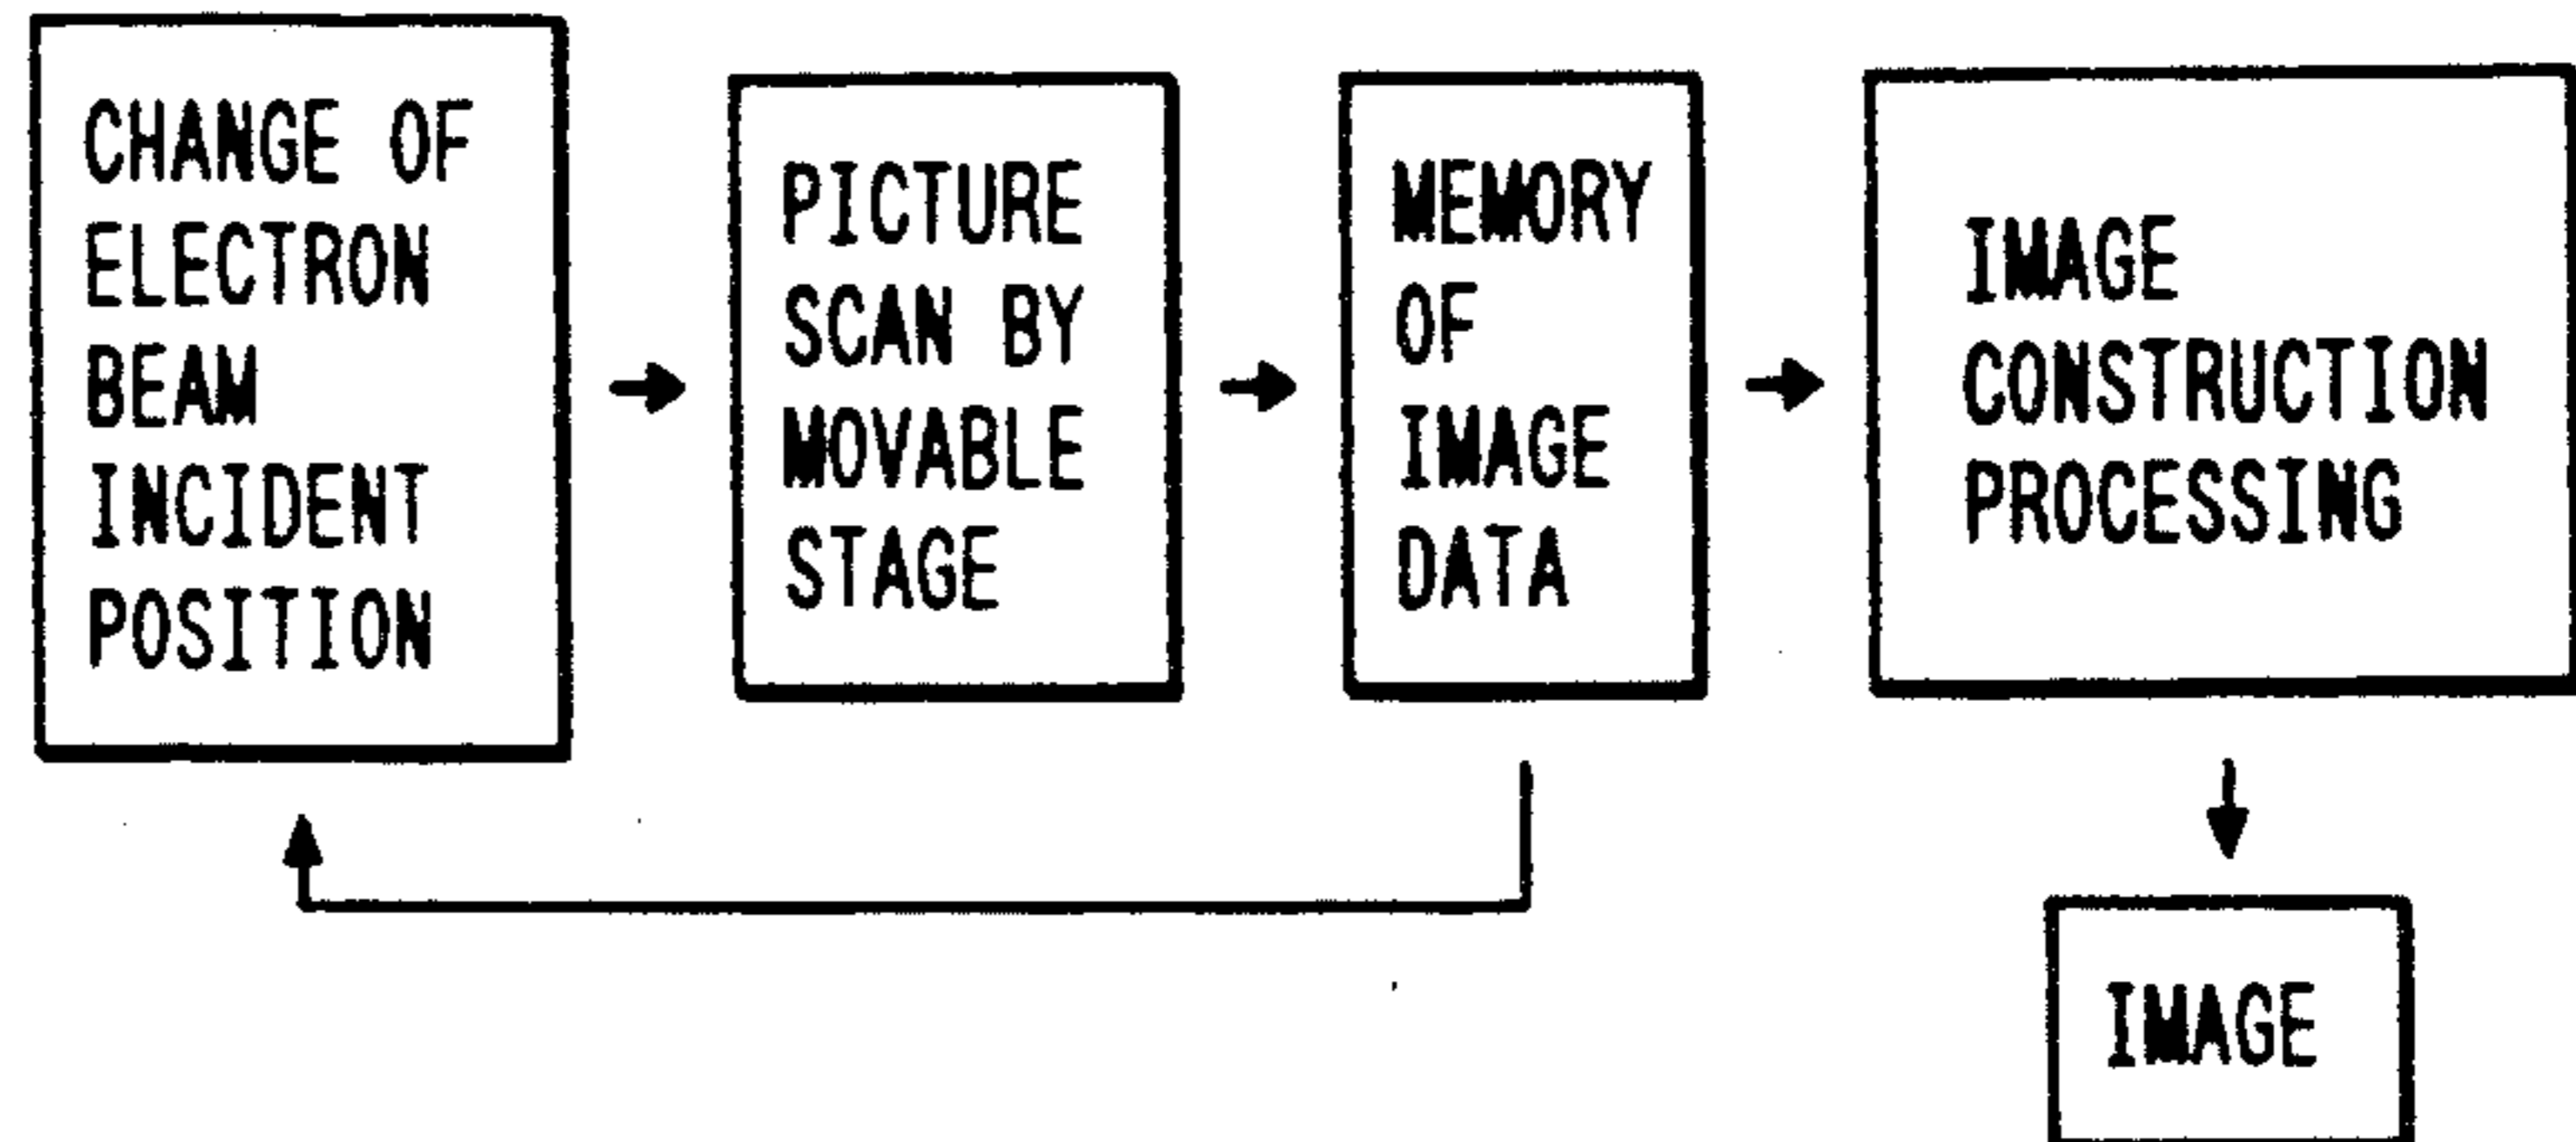 CHANGE OF
ELECTRON
BEAM
INCIDENT
POSITION
PICTURE
SCAN BY
MOVABLE
STAGE
MEMORY
OF
IMAGE
DATA
IMAGE
CONSTRUCTION
PROCESSING
IMAGE